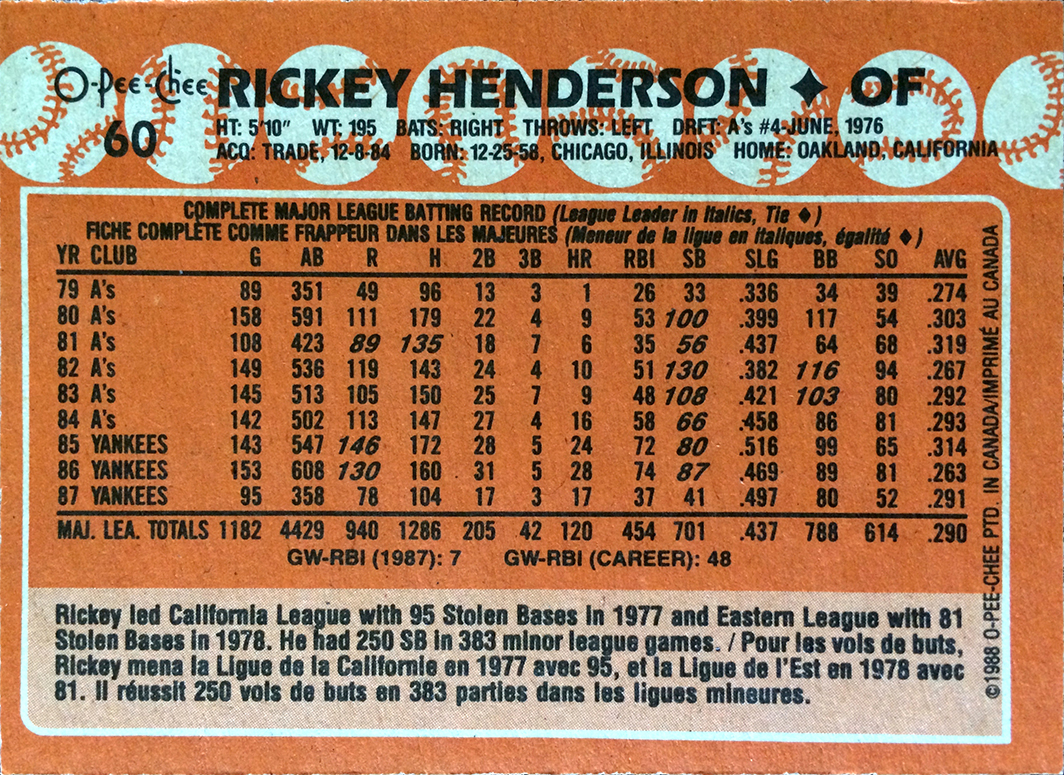 O-Pee-Chee RICKEY HENDERSON ♦ OF
60
HT: 5'10" WT: 195 BATS: RIGHT THROWS: LEFT DRFT: A's #4-JUNE, 1976
ACQ: TRADE, 12-8-84 BORN: 12-25-58, CHICAGO, ILLINOIS HOME: OAKLAND, CALIFORNIA
COMPLETE MAJOR LEAGUE BATTING RECORD (League Leader in Italics, Tie ♦)
FICHE COMPLÈTE COMME FRAPPEUR DANS LES MAJEURES (Meneur de la ligue en italiques, égalité ♦)
YR CLUB G AB R H 2B 3B HR RBI SB SLG BB SO AVG
79 A's 89 351 49 96 13 3 1 26 33 .336 34 39 .274
80 A's 158 591 111 179 22 4 9 53 100 .399 117 54 .303
81 A's 108 423 89 135 18 7 6 35 56 .437 64 68 .319
82 A's 149 536 119 143 24 4 10 51 130 .382 116 94 .267
83 A's 145 513 105 150 25 7 9 48 108 .421 103 80 .292
84 A's 142 502 113 147 27 4 16 58 66 .458 86 81 .293
85 YANKEES 143 547 146 172 28 5 24 72 80 .516 99 65 .314
86 YANKEES 153 608 130 160 31 5 28 74 87 .469 89 81 .263
87 YANKEES 95 358 78 104 17 3 17 37 41 .497 80 52 .291
MAJ. LEA. TOTALS 1182 4429 940 1286 205 42 120 454 701 .437 788 614 .290
GW-RBI (1987): 7 GW-RBI (CAREER): 48
Rickey led California League with 95 Stolen Bases in 1977 and Eastern League with 81
Stolen Bases in 1978. He had 250 SB in 383 minor league games. / Pour les vols de buts,
Rickey mena la Ligue de la Californie en 1977 avec 95, et la Ligue de l'Est en 1978 avec
81. Il réussit 250 vols de buts en 383 parties dans les ligues mineures.
©1988 O-PEE-CHEE PTD. IN CANADA/IMPRIMÉ AU CANADA